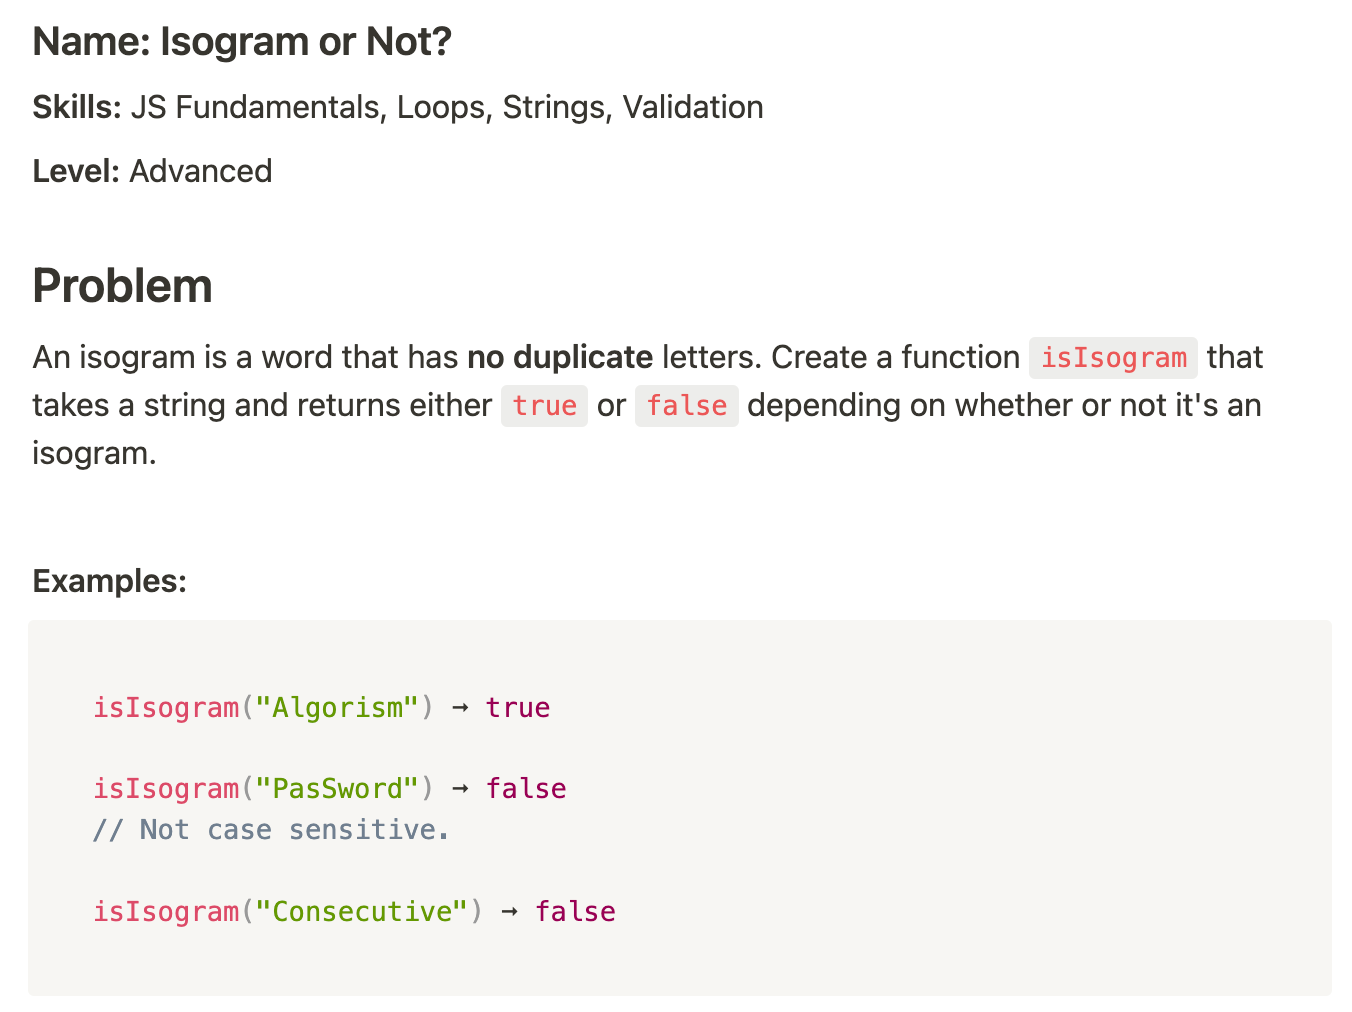 Name: Isogram or Not?
Skills: JS Fundamentals, Loops, Strings, Validation
Level: Advanced
Problem
An isogram is a word that has no duplicate letters. Create a function isIsogram that
takes a string and returns either true or false depending on whether or not it's an
isogram.
Examples:
isIsogram("Algorism") → true
isIsogram("PasSword") → false
// Not case sensitive.
isIsogram("Consecutive") → false